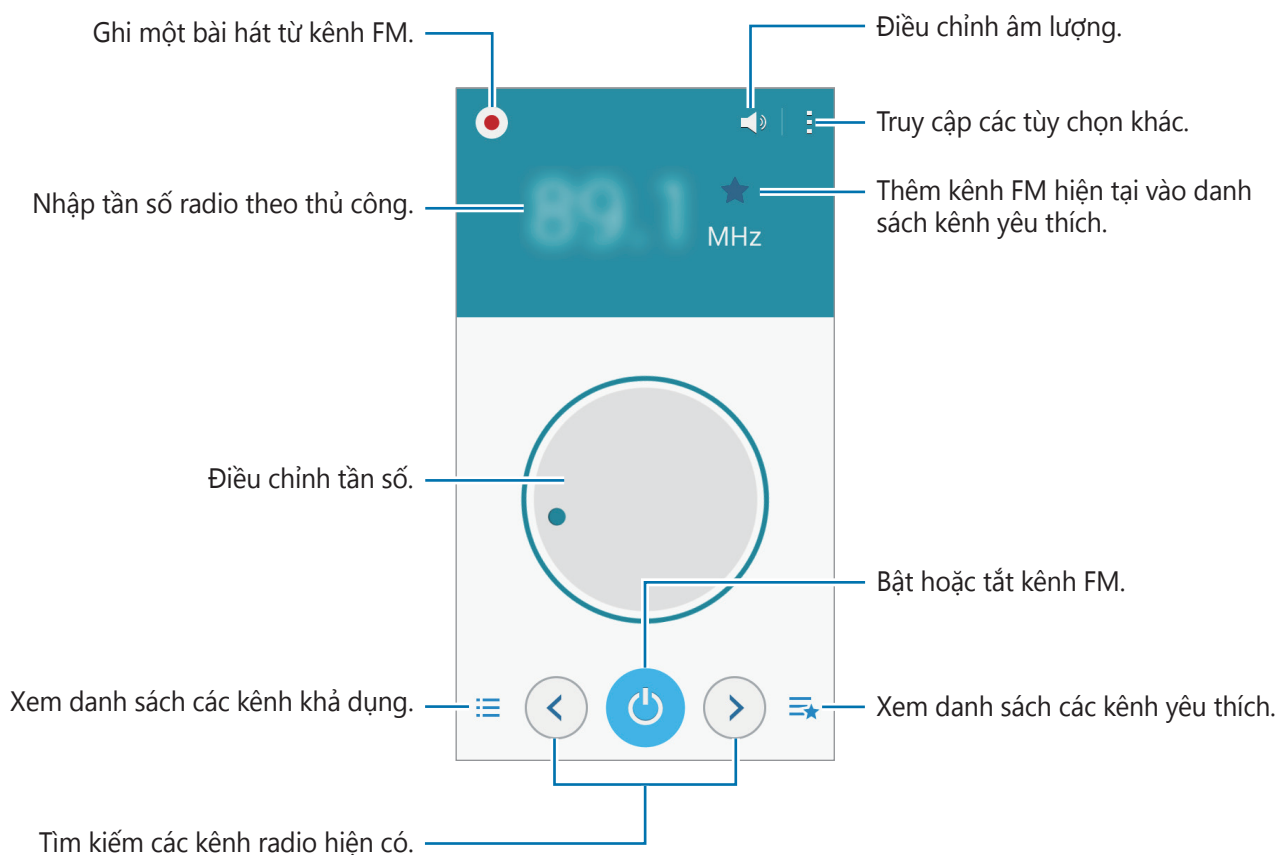 Ghi một bài hát từ kênh FM.
Điều chỉnh âm lượng.
Truy cập các tùy chọn khác.
Nhập tần số radio theo thủ công.
89.1
MHz
Thêm kênh FM hiện tại vào danh
sách kênh yêu thích.
Điều chỉnh tần số.
Bật hoặc tắt kênh FM.
Xem danh sách các kênh khả dụng.
Xem danh sách các kênh yêu thích.
Tìm kiếm các kênh radio hiện có.